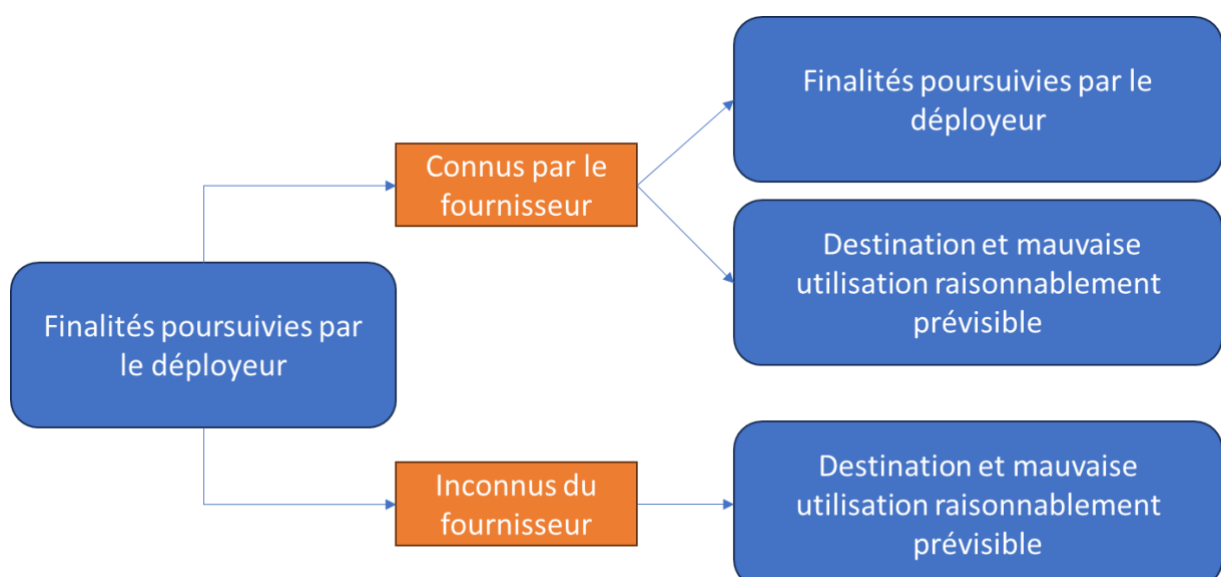 Finalités poursuivies par le
déployeur
Connus par le
fournisseur
Destination et mauvaise
utilisation raisonnablement
prévisible
Finalités poursuivies par
le déployeur
Inconnus du
fournisseur
Destination et mauvaise
utilisation raisonnablement
prévisible